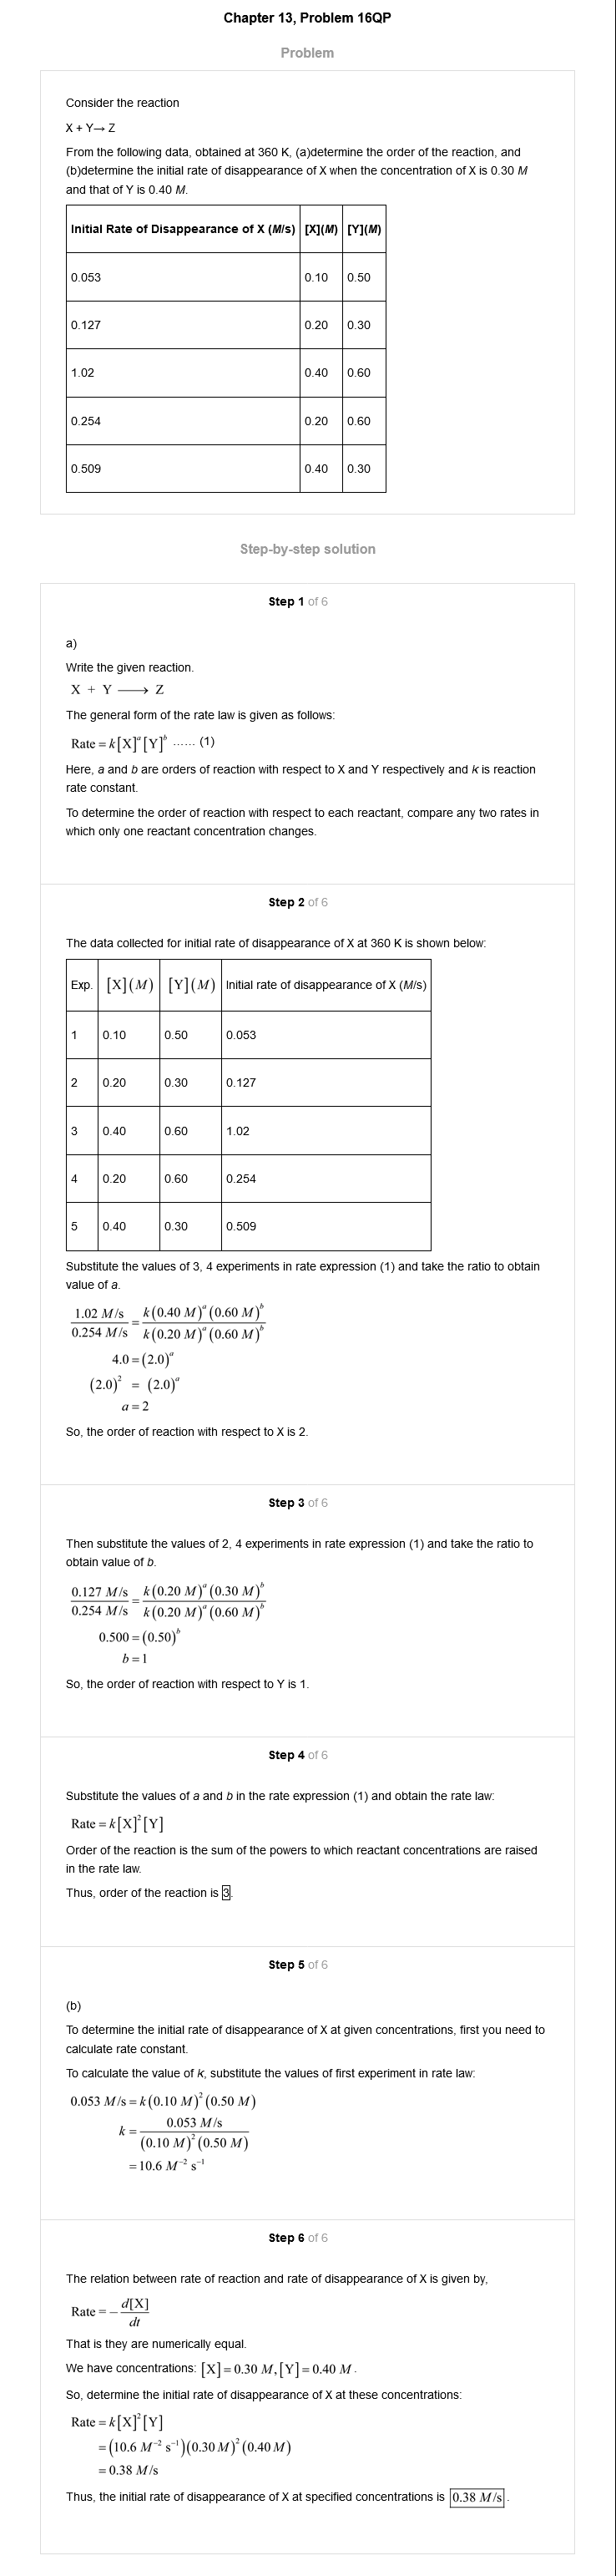 Chapter 13, Problem 16QP
Problem
Consider the reaction
X + Y→ Z
From the following data, obtained at 360 K, (a)determine the order of the reaction, and
(b)determine the initial rate of disappearance of X when the concentration of X is 0.30 M
and that of Y is 0.40 M.
Initial Rate of Disappearance of X (M/s) [X](M) [Y](M)
0.053 0.10 0.50
0.127 0.20 0.30
1.02 0.40 0.60
0.254 0.20 0.60
0.509 0.40 0.30
Step-by-step solution
Step 1 of 6
a)
Write the given reaction.
X + Y ⟶ Z
The general form of the rate law is given as follows:
Rate = k[X]^a[Y]^b ...... (1)
Here, a and b are orders of reaction with respect to X and Y respectively and k is reaction
rate constant.
To determine the order of reaction with respect to each reactant, compare any two rates in
which only one reactant concentration changes.
Step 2 of 6
The data collected for initial rate of disappearance of X at 360 K is shown below:
Exp. [X](M) [Y](M) Initial rate of disappearance of X (M/s)
1 0.10 0.50 0.053
2 0.20 0.30 0.127
3 0.40 0.60 1.02
4 0.20 0.60 0.254
5 0.40 0.30 0.509
Substitute the values of 3, 4 experiments in rate expression (1) and take the ratio to obtain
value of a.
1.02 M/s / 0.254 M/s = k(0.40 M)^a(0.60 M)^b / k(0.20 M)^a(0.60 M)^b
4.0 = (2.0)^a
(2.0)^2 = (2.0)^a
a = 2
So, the order of reaction with respect to X is 2.
Step 3 of 6
Then substitute the values of 2, 4 experiments in rate expression (1) and take the ratio to
obtain value of b.
0.127 M/s / 0.254 M/s = k(0.20 M)^a(0.30 M)^b / k(0.20 M)^a(0.60 M)^b
0.500 = (0.50)^b
b = 1
So, the order of reaction with respect to Y is 1.
Step 4 of 6
Substitute the values of a and b in the rate expression (1) and obtain the rate law:
Rate = k[X]^2[Y]
Order of the reaction is the sum of the powers to which reactant concentrations are raised
in the rate law.
Thus, order of the reaction is 3.
Step 5 of 6
(b)
To determine the initial rate of disappearance of X at given concentrations, first you need to
calculate rate constant.
To calculate the value of k, substitute the values of first experiment in rate law:
0.053 M/s = k(0.10 M)^2(0.50 M)
k = 0.053 M/s / (0.10 M)^2(0.50 M)
= 10.6 M^-2 s^-1
Step 6 of 6
The relation between rate of reaction and rate of disappearance of X is given by,
Rate = - d[X] / dt
That is they are numerically equal.
We have concentrations: [X] = 0.30 M, [Y] = 0.40 M.
So, determine the initial rate of disappearance of X at these concentrations:
Rate = k[X]^2[Y]
= (10.6 M^-2 s^-1)(0.30 M)^2(0.40 M)
= 0.38 M/s
Thus, the initial rate of disappearance of X at specified concentrations is 0.38 M/s.